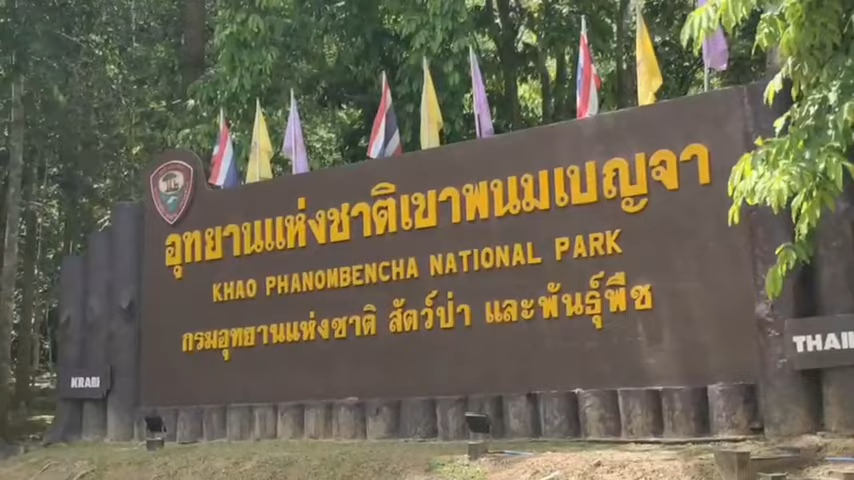 อุทยานแห่งชาติเขาพนมเบญจา
KHAO PHANOMBENCHA NATIONAL PARK
กรมอุทยานแห่งชาติ สัตว์ป่า และพันธุ์พืช
KRABI